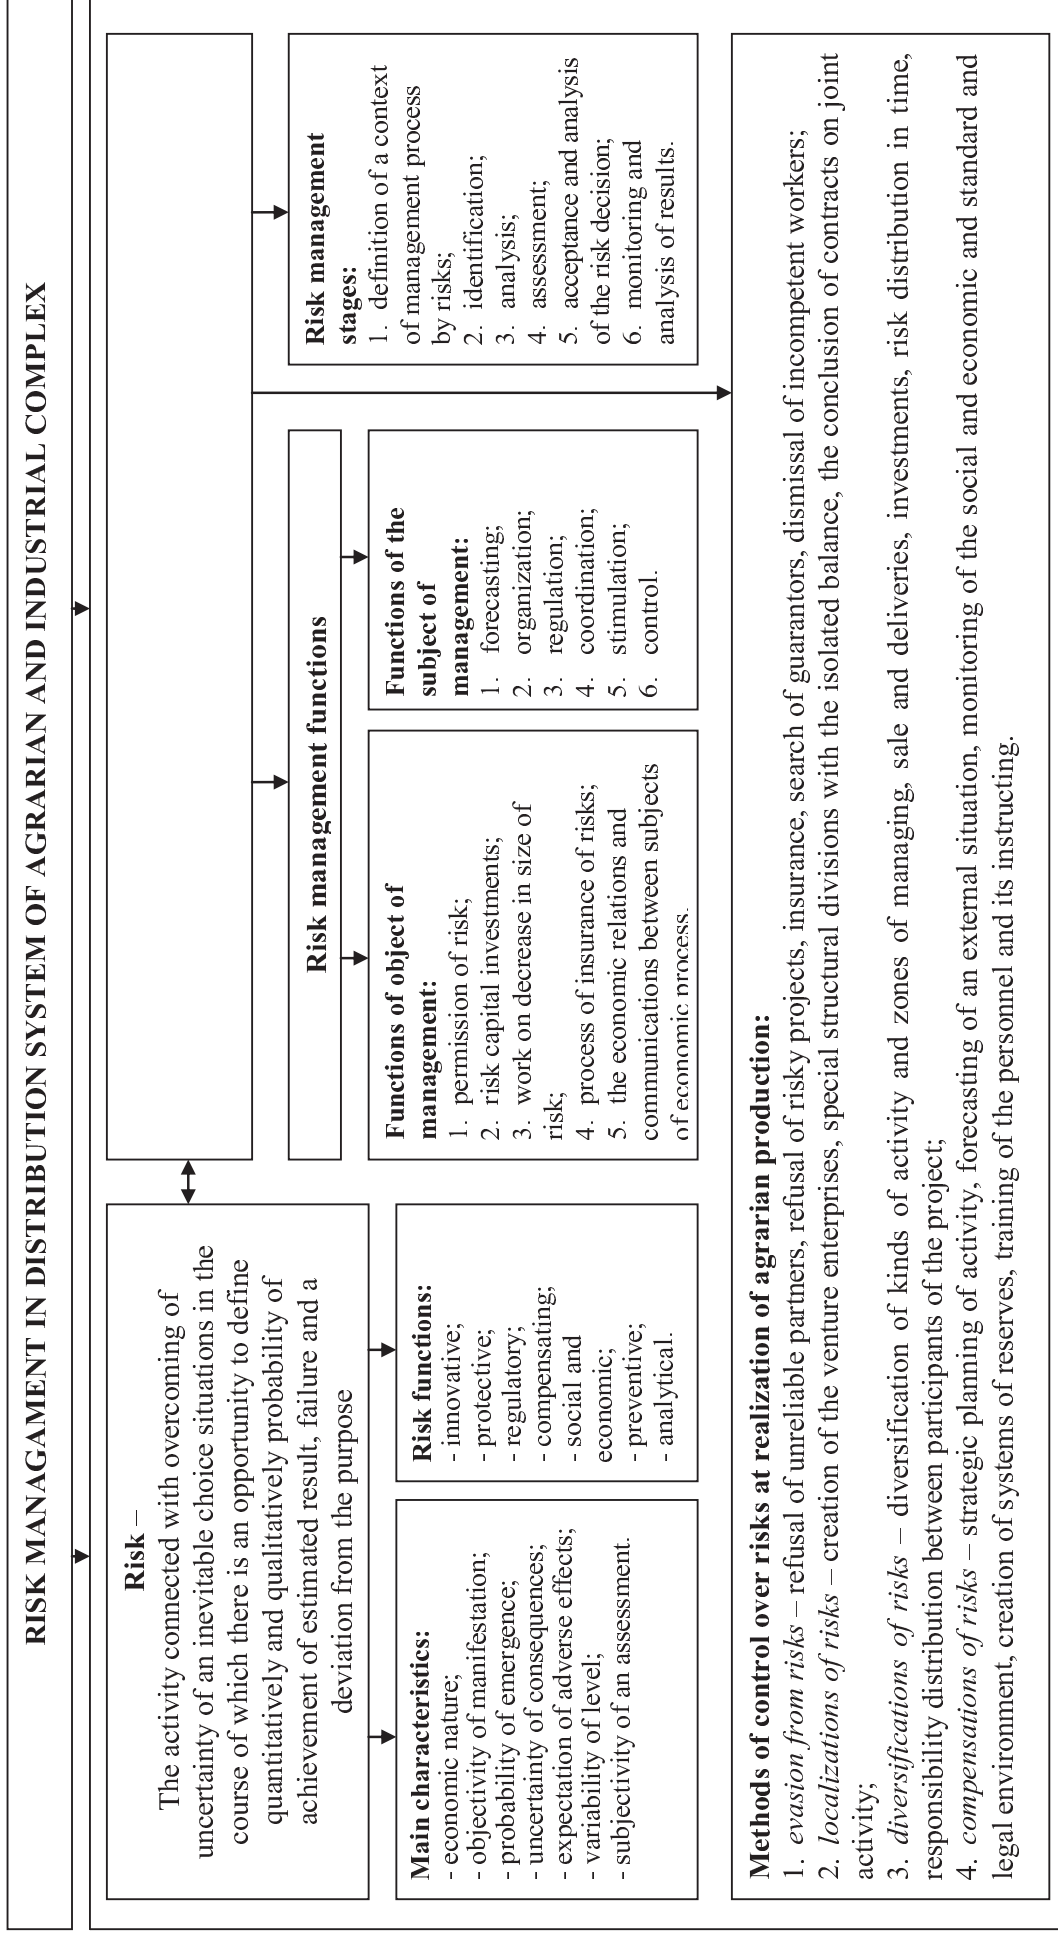 RISK MANAGAMENT IN DISTRIBUTION SYSTEM OF AGRARIAN AND INDUSTRIAL COMPLEX
Risk –
The activity connected with overcoming of
uncertainty of an inevitable choice situations in the
course of which there is an opportunity to define
quantitatively and qualitatively probability of
achievement of estimated result, failure and a
deviation from the purpose
Main characteristics:
- economic nature;
- objectivity of manifestation;
- probability of emergence;
- uncertainty of consequences;
- expectation of adverse effects;
- variability of level;
- subjectivity of an assessment.
Risk functions:
- innovative;
- protective;
- regulatory;
- compensating;
- social and
economic;
- preventive;
- analytical.
Risk management functions
Functions of object of
management:
1. permission of risk;
2. risk capital investments;
3. work on decrease in size of
risk;
4. process of insurance of risks;
5. the economic relations and
communications between subjects
of economic process.
Functions of the
subject of
management:
1. forecasting;
2. organization;
3. regulation;
4. coordination;
5. stimulation;
6. control.
Risk management
stages:
1. definition of a context
of management process
by risks;
2. identification;
3. analysis;
4. assessment;
5. acceptance and analysis
of the risk decision;
6. monitoring and
analysis of results.
Methods of control over risks at realization of agrarian production:
1. evasion from risks – refusal of unreliable partners, refusal of risky projects, insurance, search of guarantors, dismissal of incompetent workers;
2. localizations of risks – creation of the venture enterprises, special structural divisions with the isolated balance, the conclusion of contracts on joint
activity;
3. diversifications of risks – diversification of kinds of activity and zones of managing, sale and deliveries, investments, risk distribution in time,
responsibility distribution between participants of the project;
4. compensations of risks – strategic planning of activity, forecasting of an external situation, monitoring of the social and economic and standard and
legal environment, creation of systems of reserves, training of the personnel and its instructing.